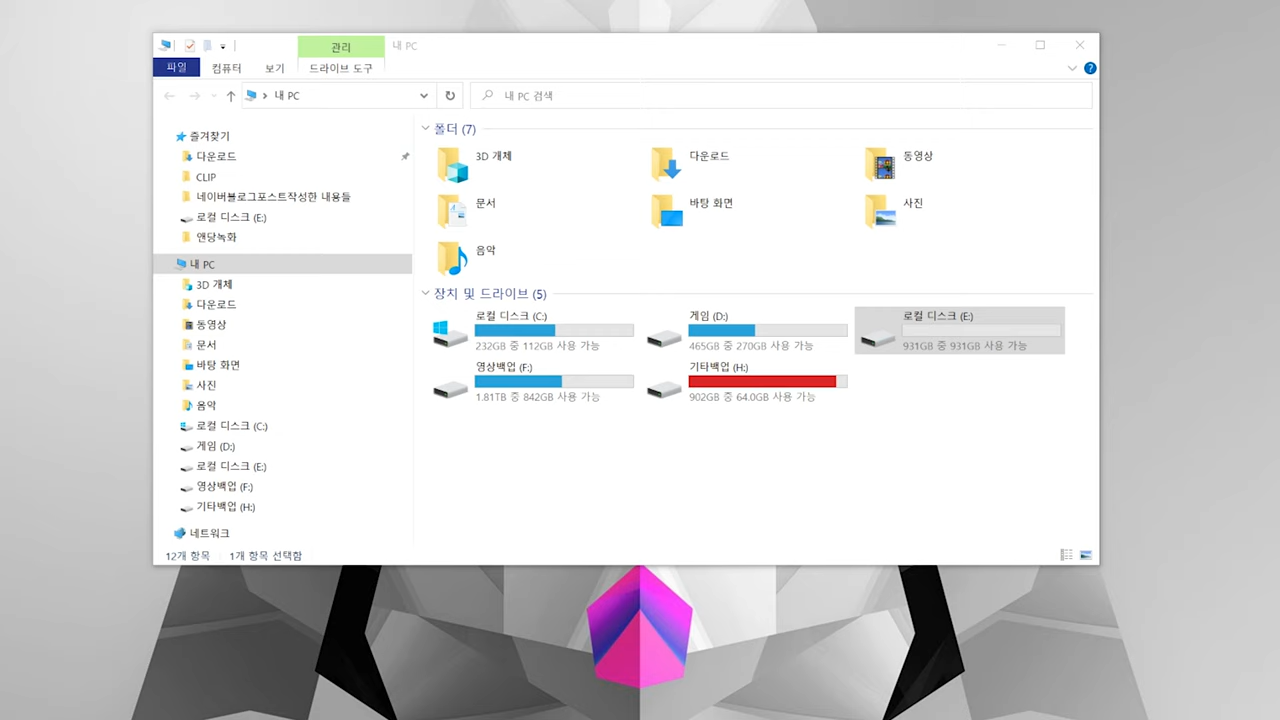 관리
내 PC
파일
컴퓨터
보기
드라이브 도구
내 PC
내 PC 검색
즐겨찾기
다운로드
CLIP
네이버블로그포스트작성한 내용들
로컬 디스크 (E:)
앤당녹화
내 PC
3D 개체
다운로드
동영상
문서
바탕 화면
사진
음악
로컬 디스크 (C:)
게임 (D:)
로컬 디스크 (E:)
영상백업 (F:)
기타백업 (H:)
네트워크
폴더 (7)
3D 개체
다운로드
동영상
문서
바탕 화면
사진
음악
장치 및 드라이브 (5)
로컬 디스크 (C:)
232GB 중 112GB 사용 가능
게임 (D:)
465GB 중 270GB 사용 가능
로컬 디스크 (E:)
931GB 중 931GB 사용 가능
영상백업 (F:)
1.81TB 중 842GB 사용 가능
기타백업 (H:)
902GB 중 64.0GB 사용 가능
12개 항목
1개 항목 선택함